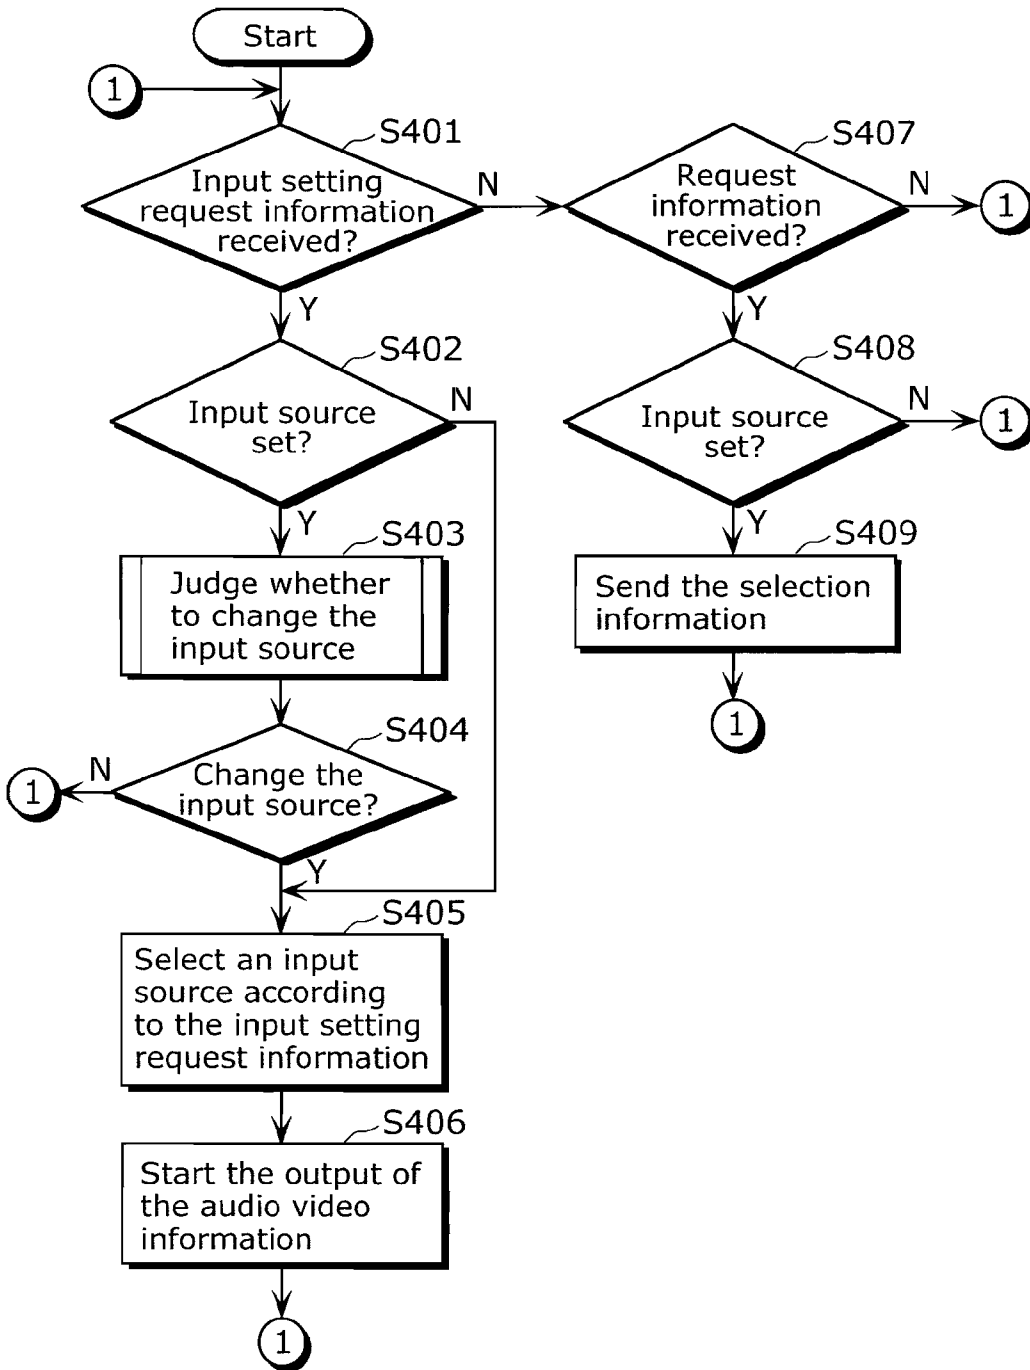 Start
1
S401
Input setting
request information
received?
N
Y
S407
Request
information
received?
N
1
Y
S402
Input source
set?
N
Y
S408
Input source
set?
N
1
Y
S403
Judge whether
to change the
input source
S409
Send the selection
information
1
S404
Change the
input source?
N
1
Y
S405
Select an input
source according
to the input setting
request information
S406
Start the output of
the audio video
information
1